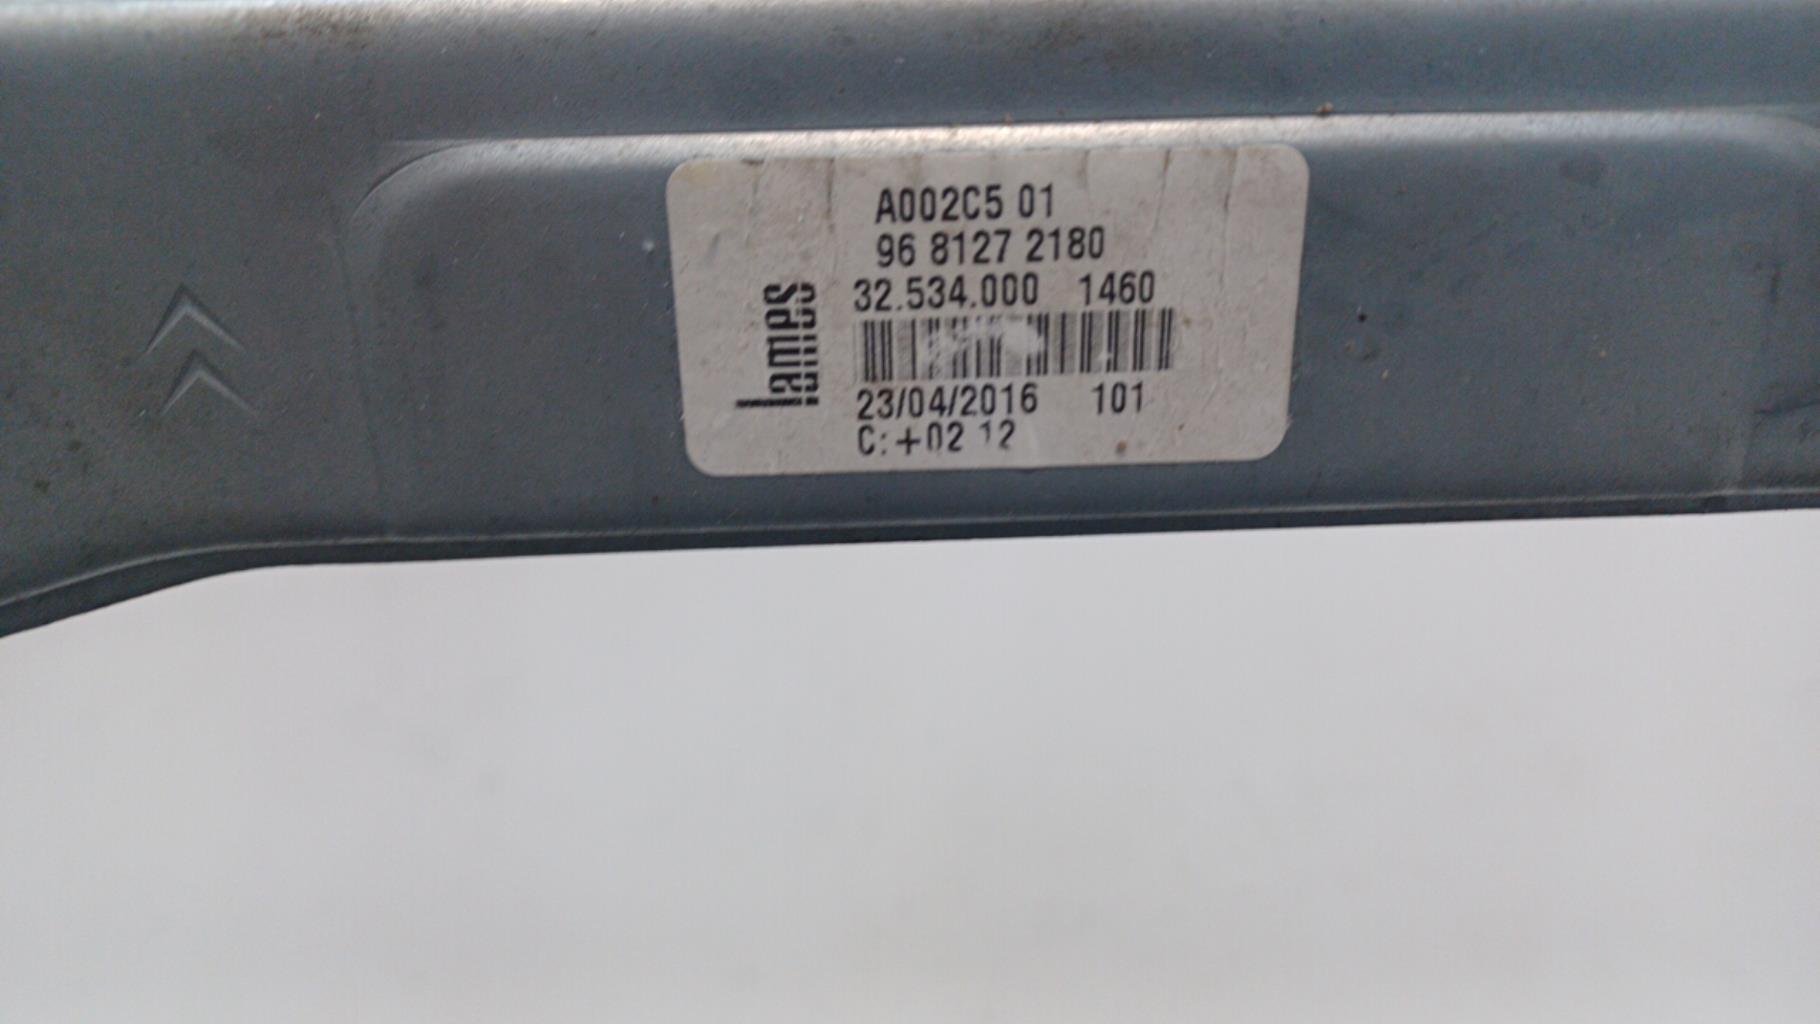 A002C5 01
96 8127 2180
32.534.000 1460
lames
23/04/2016 101
C:+02 12